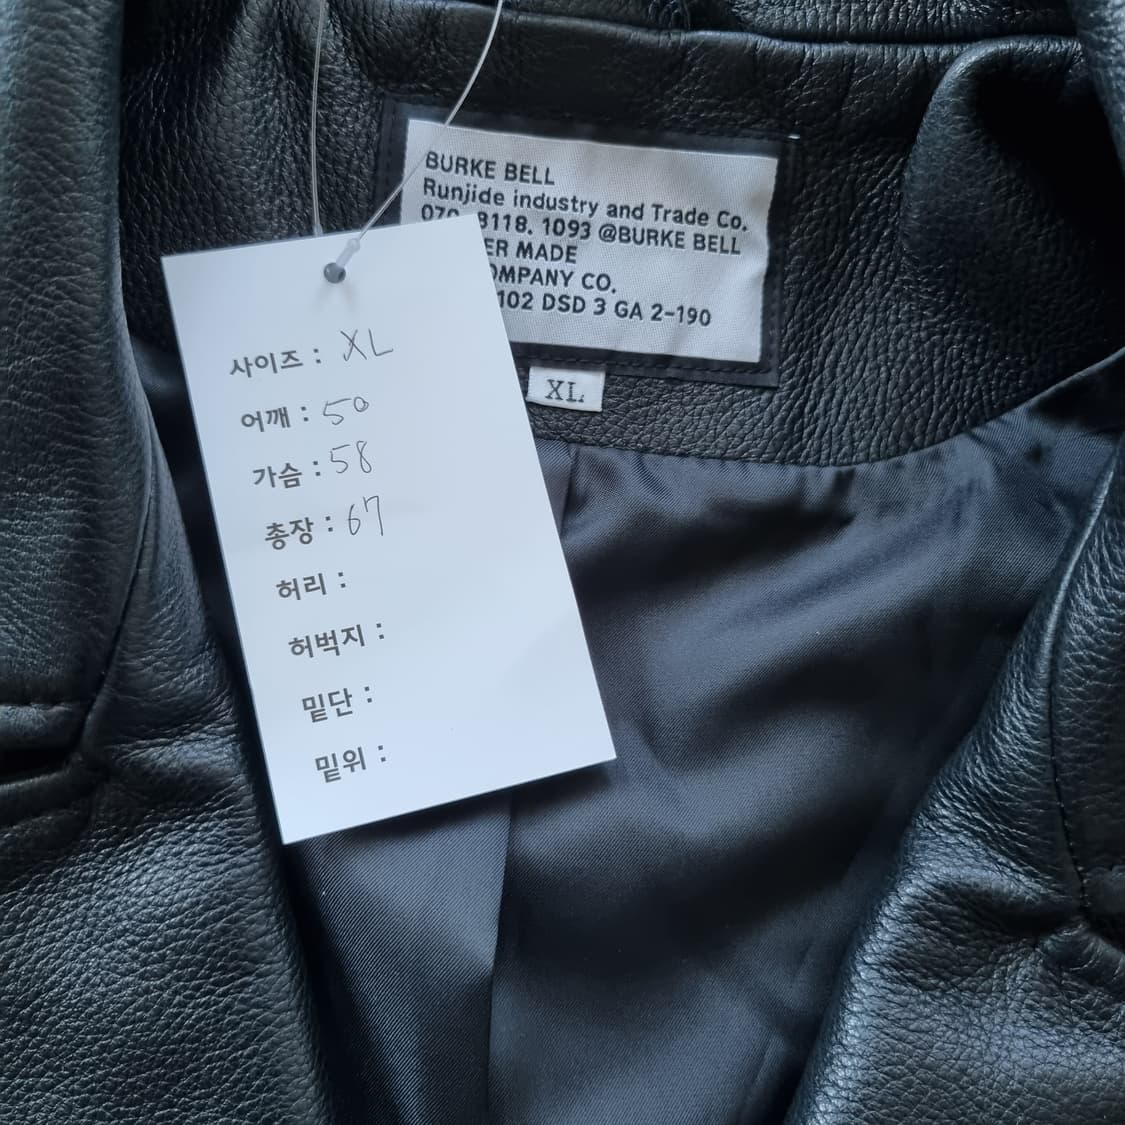 BURKE BELL
Runjide industry and Trade Co.
118. 1093 @BURKE BELL
MADE
CO.
102 DSD 3 GA 2-190
XL
사이즈 : XL
어깨 : 50
가슴 : 58
총장 : 67
허리 :
허벅지 :
밑단 :
밑위 :